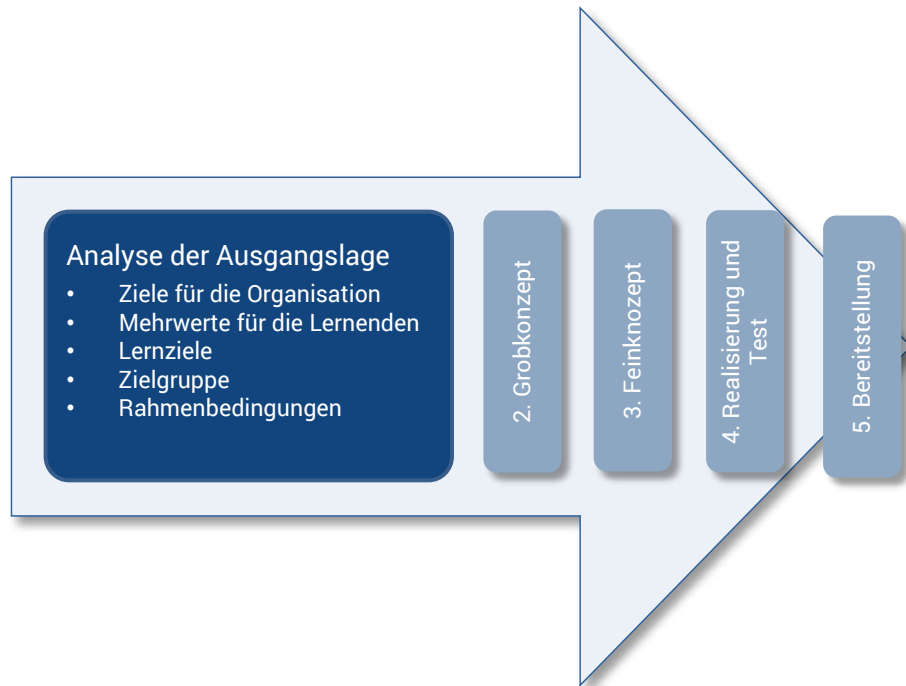 Analyse der Ausgangslage
• Ziele für die Organisation
• Mehrwerte für die Lernenden
• Lernziele
• Zielgruppe
• Rahmenbedingungen
2. Grobkonzept
3. Feinknozept
4. Realisierung und
Test
5. Bereitstellung